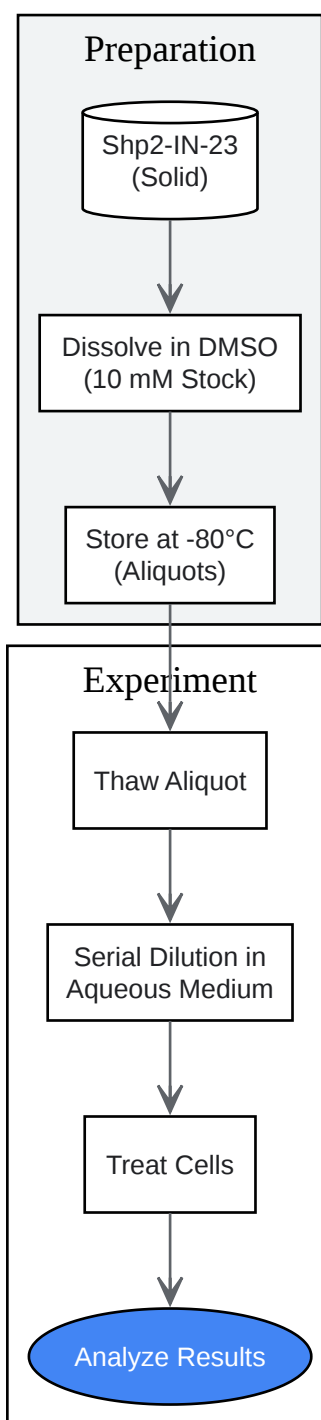 Preparation
Shp2-IN-23
(Solid)
Dissolve in DMSO
(10 mM Stock)
Store at -80°C
(Aliquots)
Experiment
Thaw Aliquot
Serial Dilution in
Aqueous Medium
Treat Cells
Analyze Results